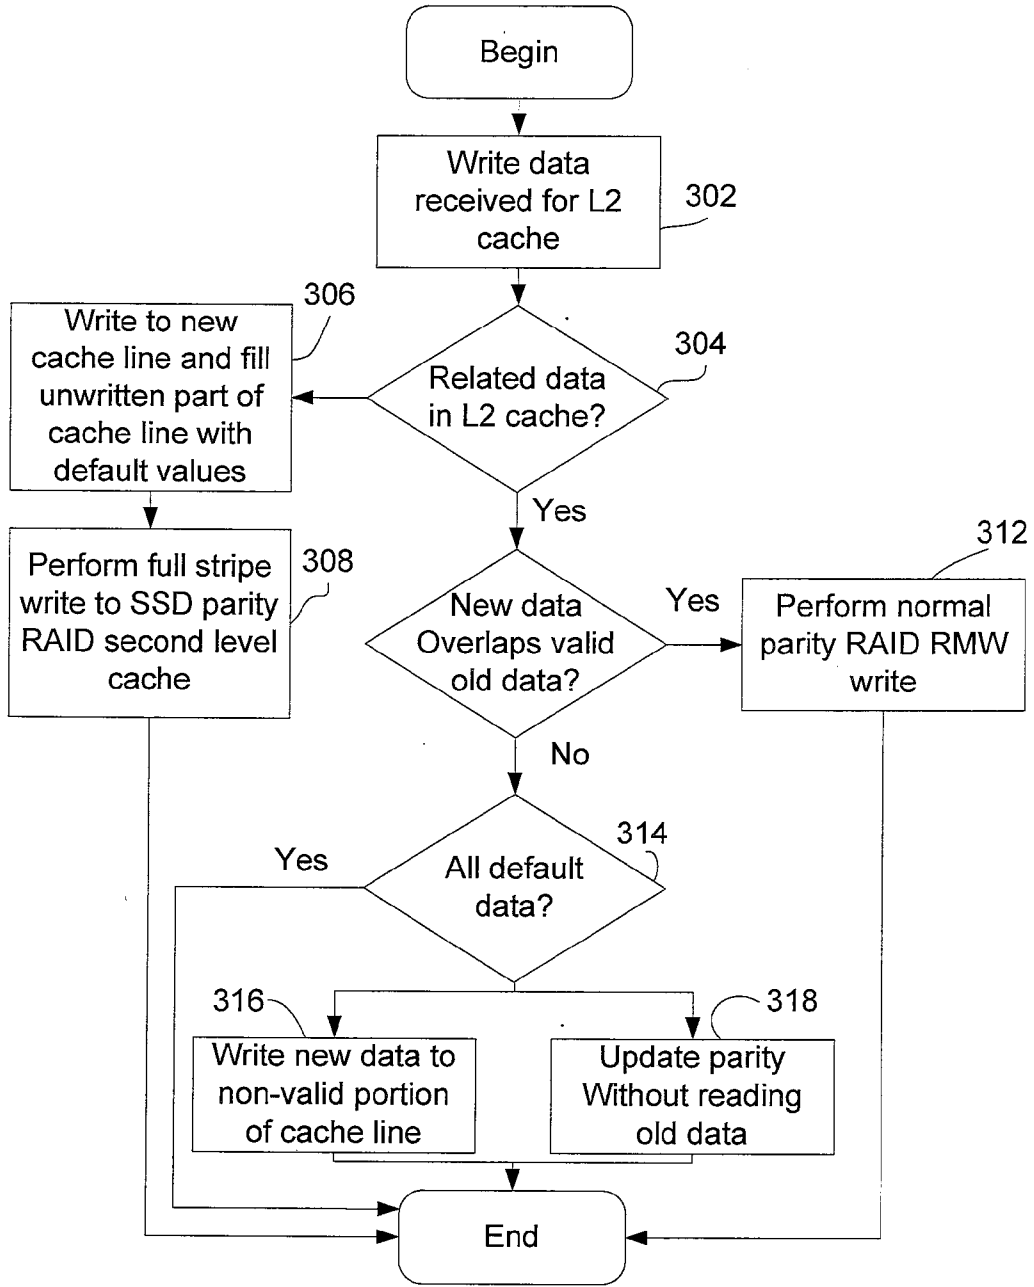 Begin
Write data
received for L2
cache
302
306
Write to new
cache line and fill
unwritten part of
cache line with
default values
304
Related data
in L2 cache?
Yes
308
Perform full stripe
write to SSD parity
RAID second level
cache
New data
Overlaps valid
old data?
Yes
312
Perform normal
parity RAID RMW
write
No
314
All default
data?
Yes
316
Write new data to
non-valid portion
of cache line
318
Update parity
Without reading
old data
End